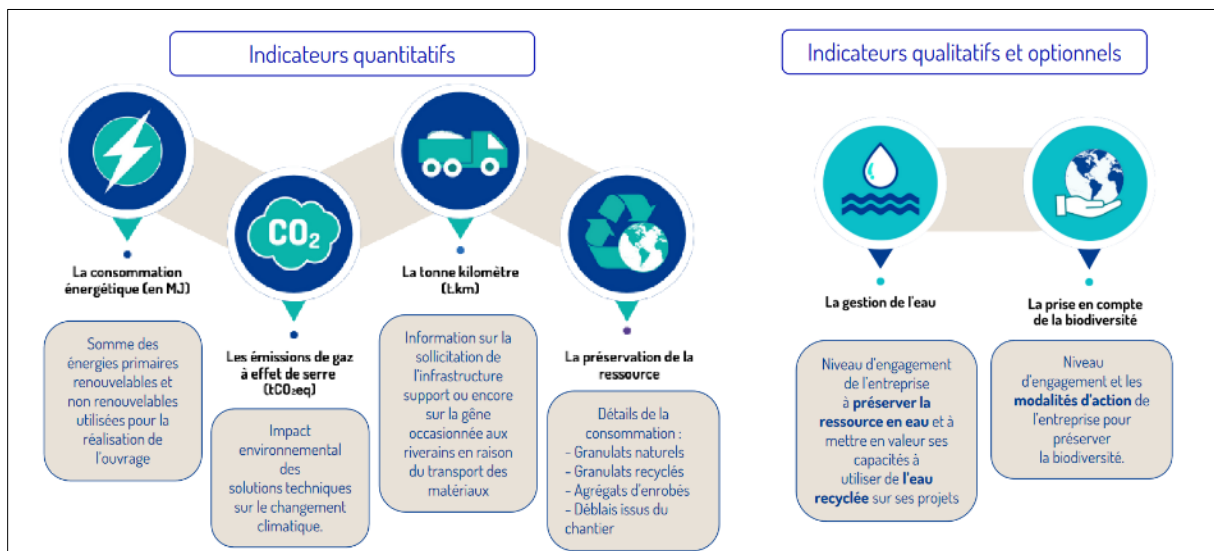 Indicateurs quantitatifs
La consommation
énergétique (en MJ)
Somme des
énergies primaires
renouvelables et
non renouvelables
utilisées pour la
réalisation de
l'ouvrage
CO₂
Les émissions de gaz
à effet de serre
(tCO₂eq)
Impact
environnemental
des
solutions techniques
sur le changement
climatique.
La tonne kilomètre
(t.km)
Information sur la
sollicitation de
l'infrastructure
support ou encore
sur la gêne
occasionnée aux
riverains en raison
du transport des
matériaux
La préservation de la
ressource
Détails de la
consommation :
- Granulats naturels
- Granulats recyclés
- Agrégats d'enrobés
- Déblais issus du
chantier
Indicateurs qualitatifs et optionnels
La gestion de l'eau
Niveau d'engagement
de l'entreprise
à préserver la
ressource en eau et à
mettre en valeur ses
capacités à
utiliser de l'eau
recyclée sur ses projets
La prise en compte
de la biodiversité
Niveau
d'engagement et les
modalités d'action de
l'entreprise pour
préserver
la biodiversité.